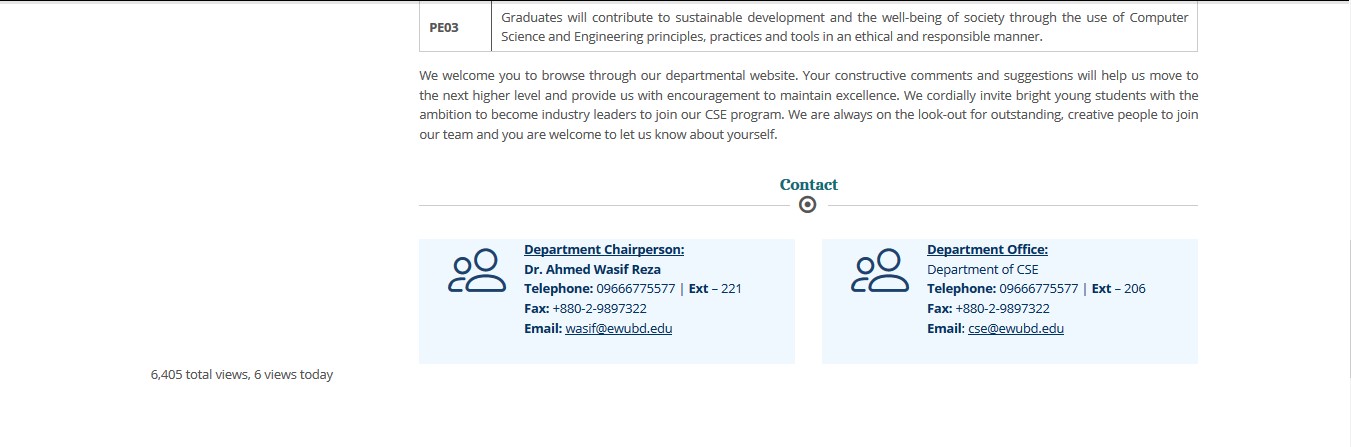 PE03
Graduates will contribute to sustainable development and the well-being of society through the use of Computer
Science and Engineering principles, practices and tools in an ethical and responsible manner.
We welcome you to browse through our departmental website. Your constructive comments and suggestions will help us move to
the next higher level and provide us with encouragement to maintain excellence. We cordially invite bright young students with the
ambition to become industry leaders to join our CSE program. We are always on the look-out for outstanding, creative people to join
our team and you are welcome to let us know about yourself.
Contact
Department Chairperson:
Dr. Ahmed Wasif Reza
Telephone: 09666775577 | Ext – 221
Fax: +880-2-9897322
Email: wasif@ewubd.edu
Department Office:
Department of CSE
Telephone: 09666775577 | Ext – 206
Fax: +880-2-9897322
Email: cse@ewubd.edu
6,405 total views, 6 views today